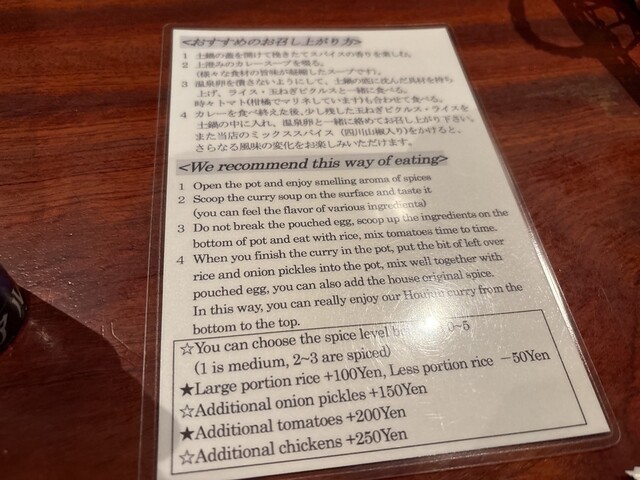 <おすすめのお召し上がり方>
1 土鍋の蓋を開けて挽きたてスパイスの香りを楽しむ。
2 上澄みのカレースープを啜る。
(様々な食材の旨味が凝縮したスープです)。
3 温泉卵を潰さないようにして、土鍋の底に沈んだ具材を持ち
上げ、ライス・玉ねぎピクルスと一緒に食べる。
時々トマト(柑橘でマリネしています)も合わせて食べる。
4 カレーを食べ終えた後、少し残した玉ねぎピクルス・ライスを
土鍋の中に入れ、温泉卵と一緒に絡めてお召し上がり下さい。
また当店のミックススパイス(四川山椒入り)をかけると、
さらなる風味の変化をお楽しみいただけます。
<We recommend this way of eating>
1 Open the pot and enjoy smelling aroma of spices
2 Scoop the curry soup on the surface and taste it
(you can feel the flavor of various ingredients)
3 Do not break the pouched egg, scoop up the ingredients on the
bottom of pot and eat with rice, mix tomatoes time to time.
4 When you finish the curry in the pot, put the bit of left over
rice and onion pickles into the pot, mix well together with
pouched egg, you can also add the house original spice.
In this way, you can really enjoy our curry from the
bottom to the top.
☆You can choose the spice level 0~5
(1 is medium, 2~3 are spiced)
★Large portion rice +100Yen, Less portion rice －50Yen
☆Additional onion pickles +150Yen
★Additional tomatoes +200Yen
☆Additional chickens +250Yen